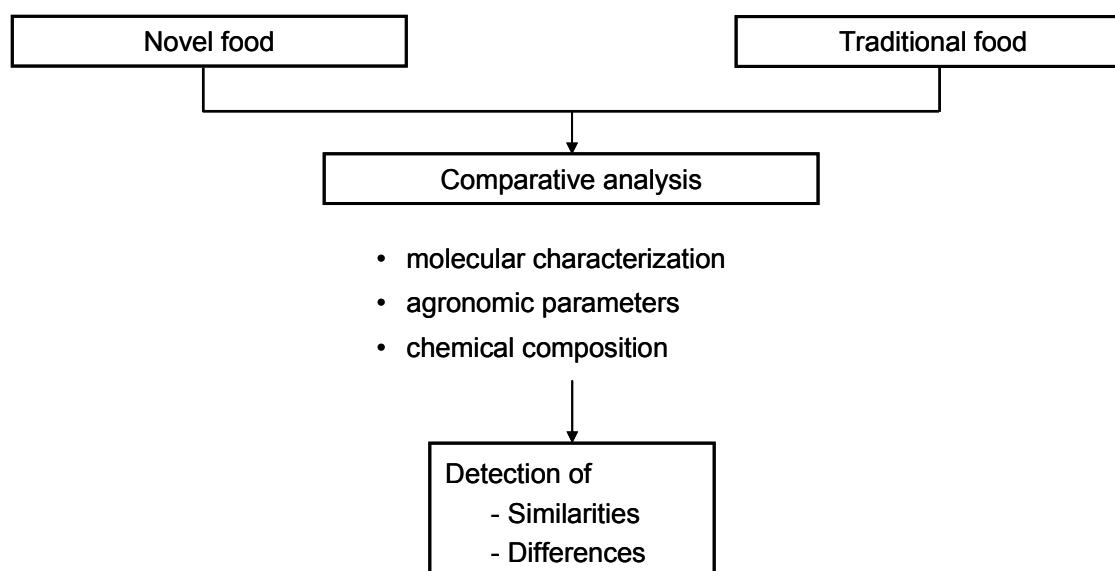 Novel food
Traditional food
Comparative analysis
• molecular characterization
• agronomic parameters
• chemical composition
Detection of
- Similarities
- Differences